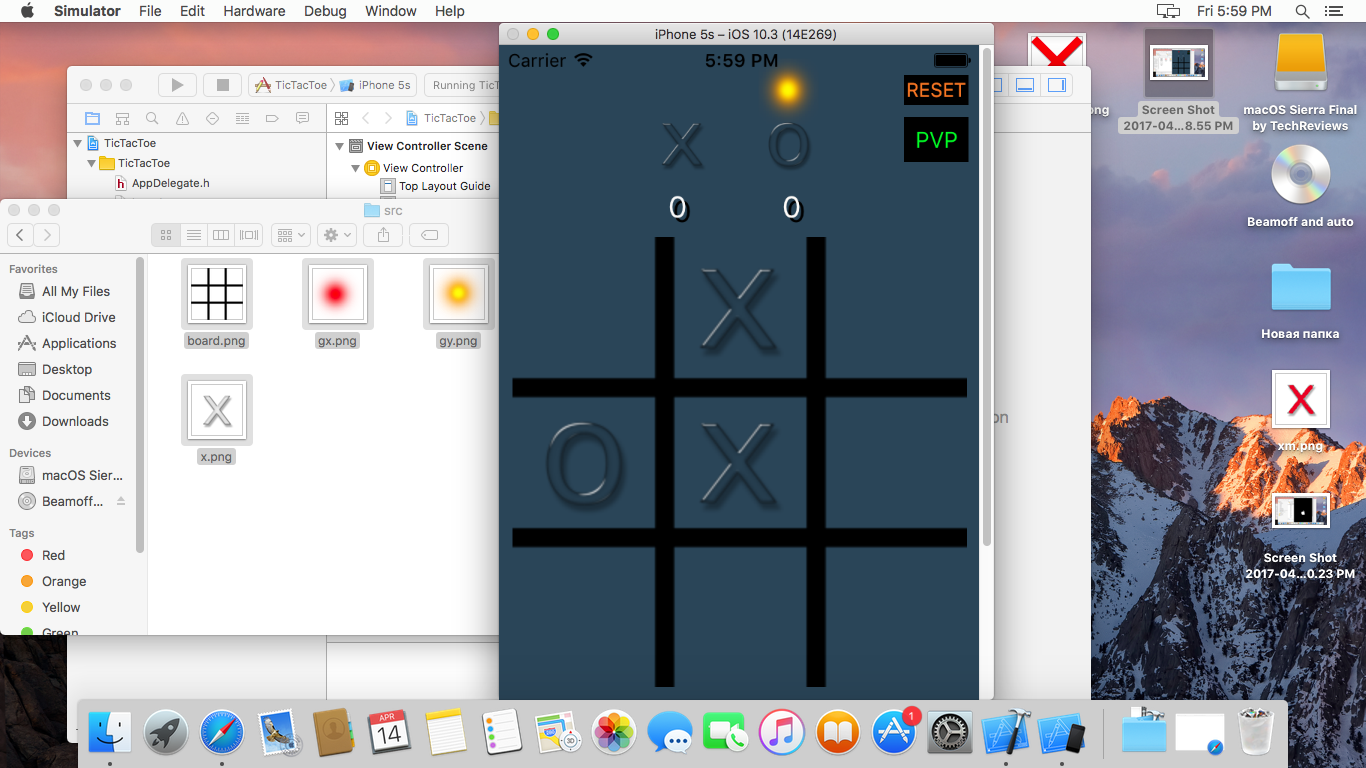 Simulator File Edit Hardware Debug Window Help
Fri 5:59 PM
iPhone 5s – iOS 10.3 (14E269)
Carrier
5:59 PM
RESET
PVP
X O
0 0
X
O X
TicTacToe
iPhone 5s
Running TicT
TicTacToe
TicTacToe
TicTacToe
h AppDelegate.h
View Controller Scene
View Controller
Top Layout Guide
src
Favorites
All My Files
iCloud Drive
Applications
Desktop
Documents
Downloads
Devices
macOS Sier...
Beamoff...
Tags
Red
Orange
Yellow
Green
board.png
gx.png
gy.png
X
x.png
on
ng
Screen Shot
2017-04...8.55 PM
macOS Sierra Final
by TechReviews
Beamoff and auto
Новая папка
X
xm.png
Screen Shot
2017-04...0.23 PM
APR
14
280
3D
1